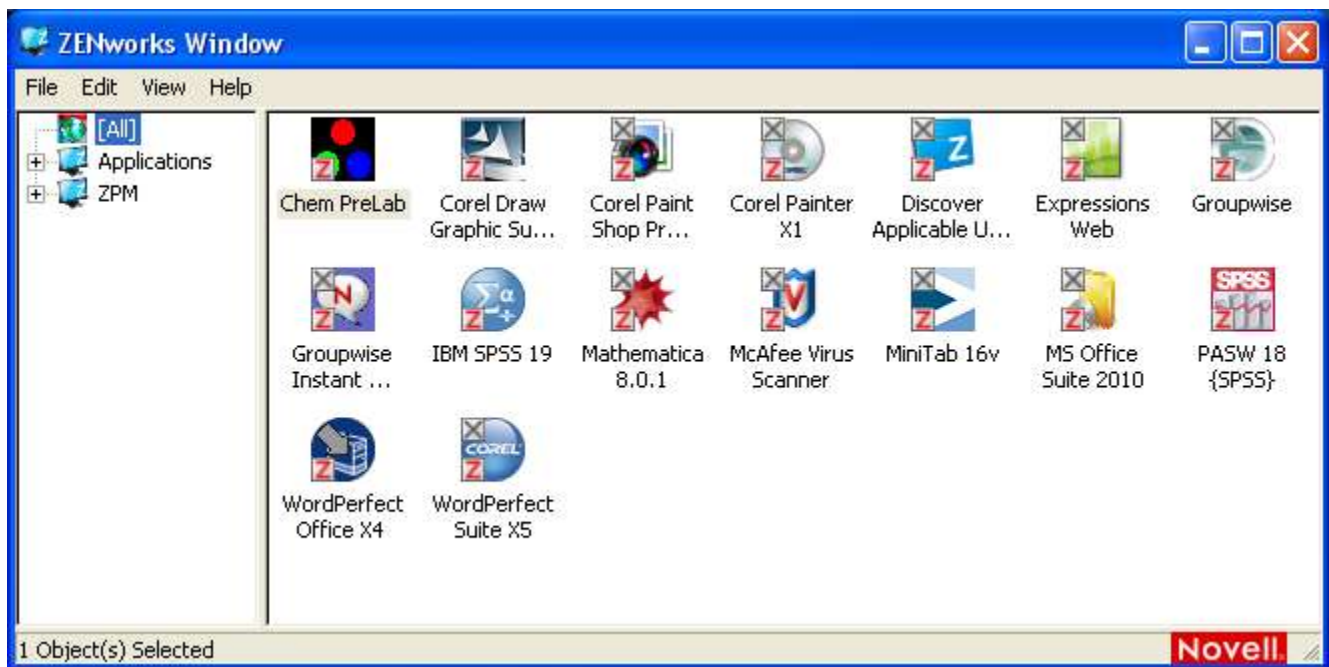 ZENworks Window
File Edit View Help
[All]
Applications
ZPM
Chem PreLab
Corel Draw
Graphic Su...
Corel Paint
Shop Pr...
Corel Painter
X1
Discover
Applicable U...
Expressions
Web
Groupwise
Groupwise
Instant ...
IBM SPSS 19
Mathematica
8.0.1
McAfee Virus
Scanner
MiniTab 16v
MS Office
Suite 2010
SPSS
PASW 18
{SPSS}
WordPerfect
Office X4
COREL
WordPerfect
Suite X5
1 Object(s) Selected
Novell.